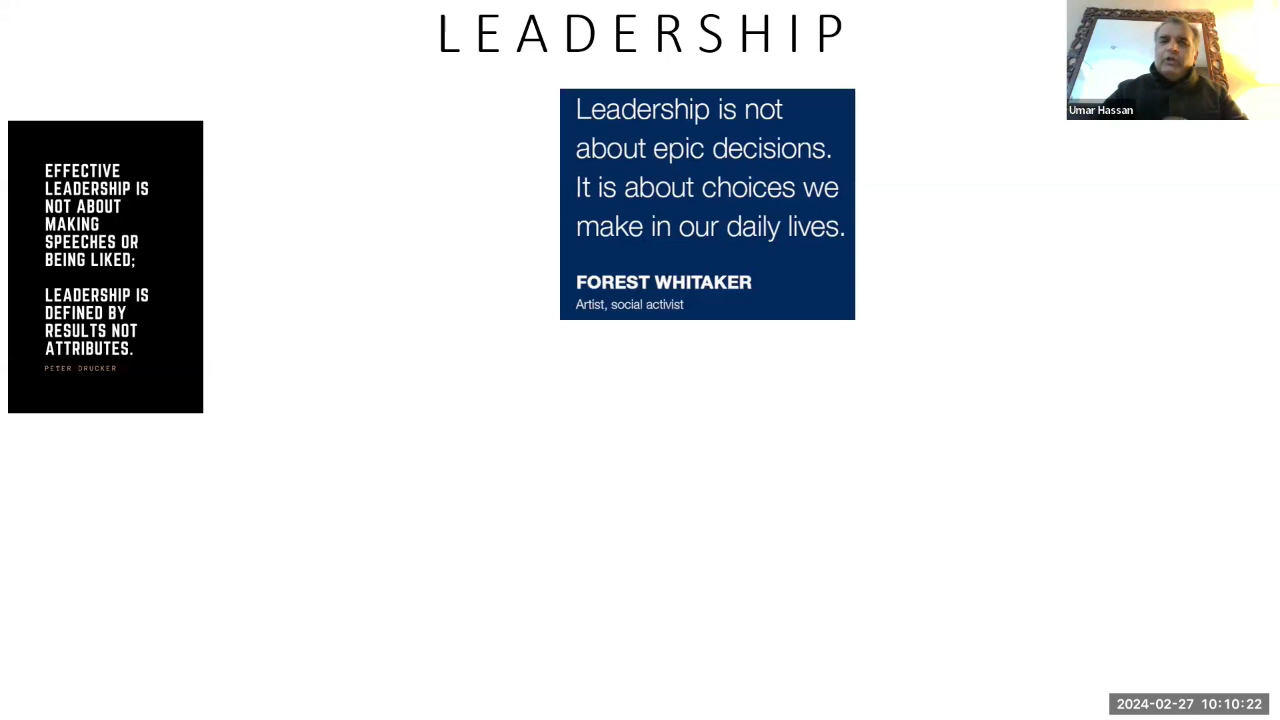 LEADERSHIP
Umar Hassan
EFFECTIVE
LEADERSHIP IS
NOT ABOUT
MAKING
SPEECHES OR
BEING LIKED;
LEADERSHIP IS
DEFINED BY
RESULTS NOT
ATTRIBUTES.
PETER DRUCKER
Leadership is not
about epic decisions.
It is about choices we
make in our daily lives.
FOREST WHITAKER
Artist, social activist
2024-02-27 10:10:22